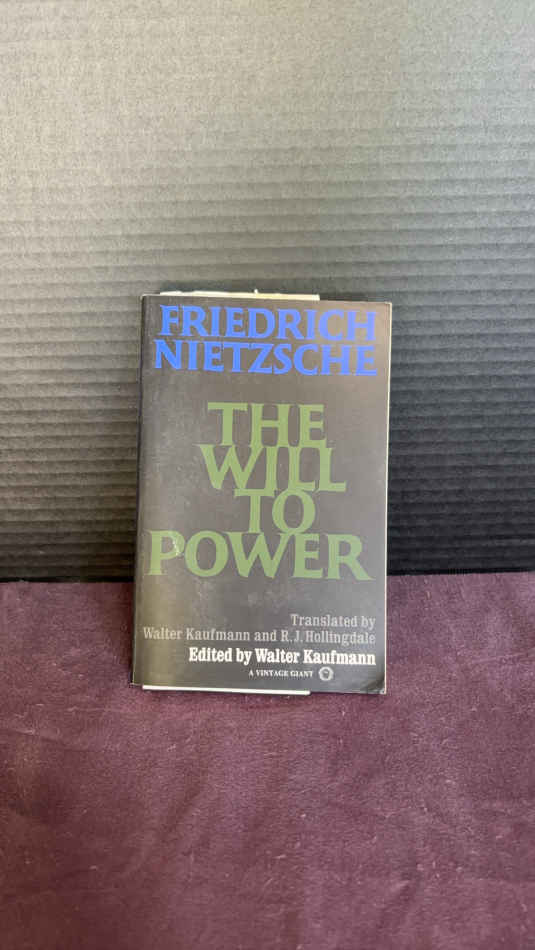 FRIEDRICH
NIETZSCHE
THE
WILL
TO
POWER
Translated by
Walter Kaufmann and R.J. Hollingdale
Edited by Walter Kaufmann
A VINTAGE GIANT